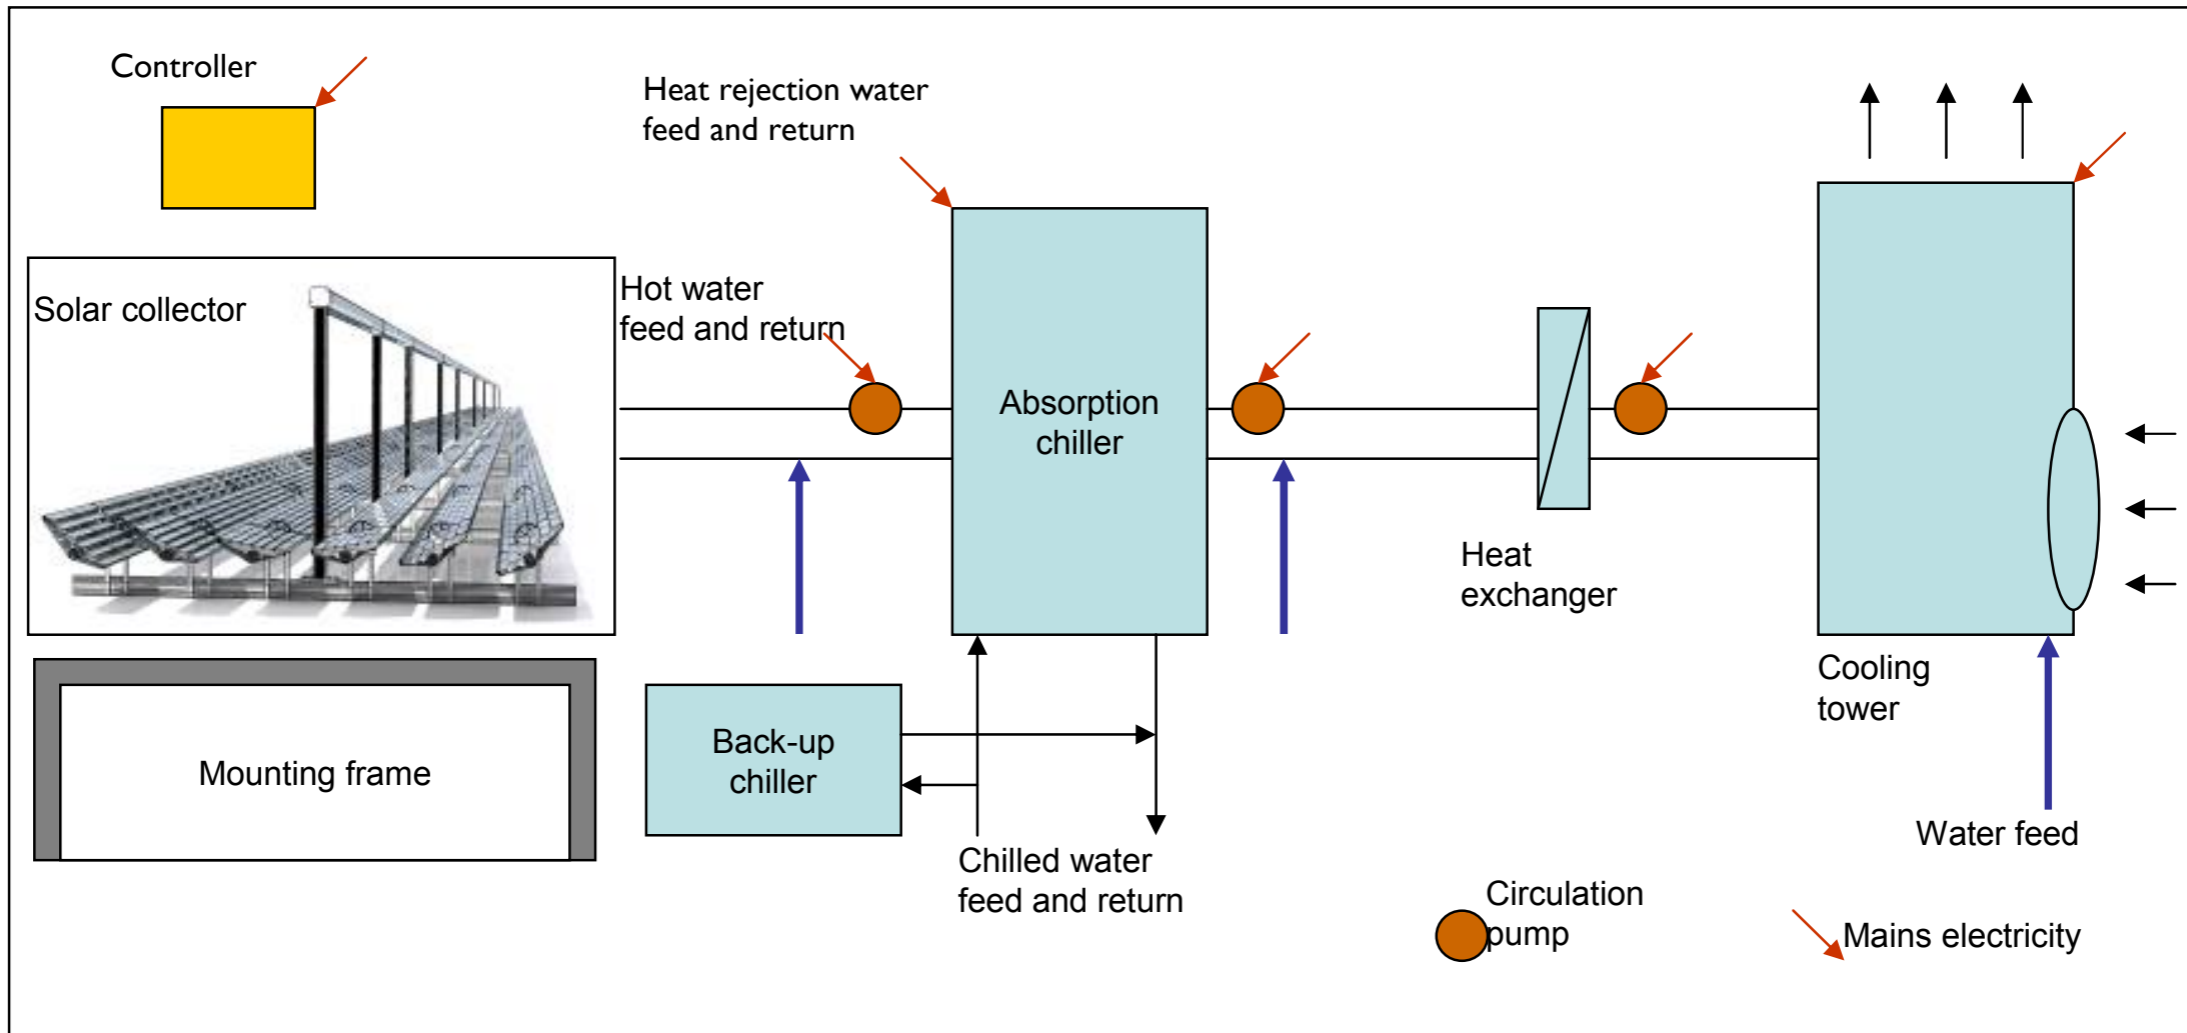 Controller
Heat rejection water
feed and return
Solar collector
Hot water
feed and return
Absorption
chiller
Heat
exchanger
Cooling
tower
Mounting frame
Back-up
chiller
Chilled water
feed and return
Water feed
Circulation
pump
Mains electricity